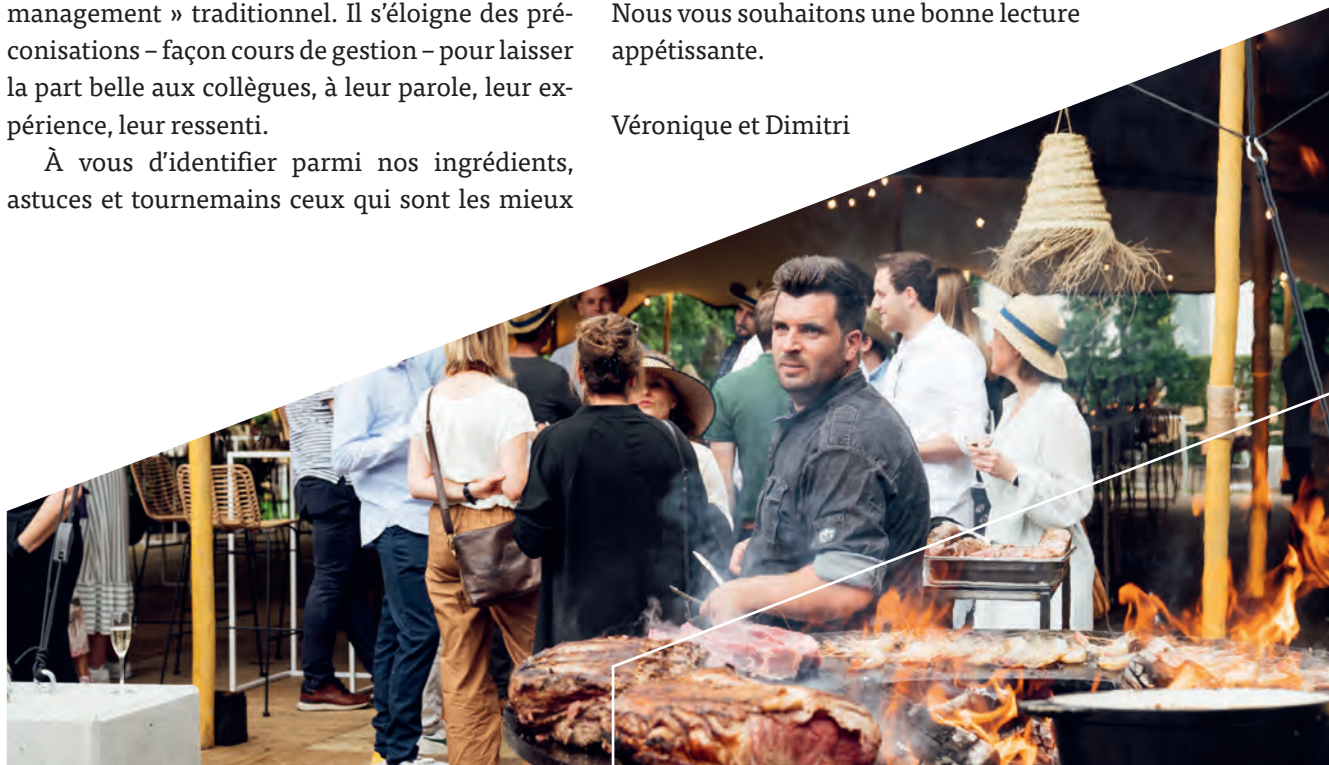 management » traditionnel. Il s’éloigne des pré-
conisations – façon cours de gestion – pour laisser
la part belle aux collègues, à leur parole, leur ex-
périence, leur ressenti.
À vous d’identifier parmi nos ingrédients,
astuces et tournemains ceux qui sont les mieux
Nous vous souhaitons une bonne lecture
appétissante.
Véronique et Dimitri